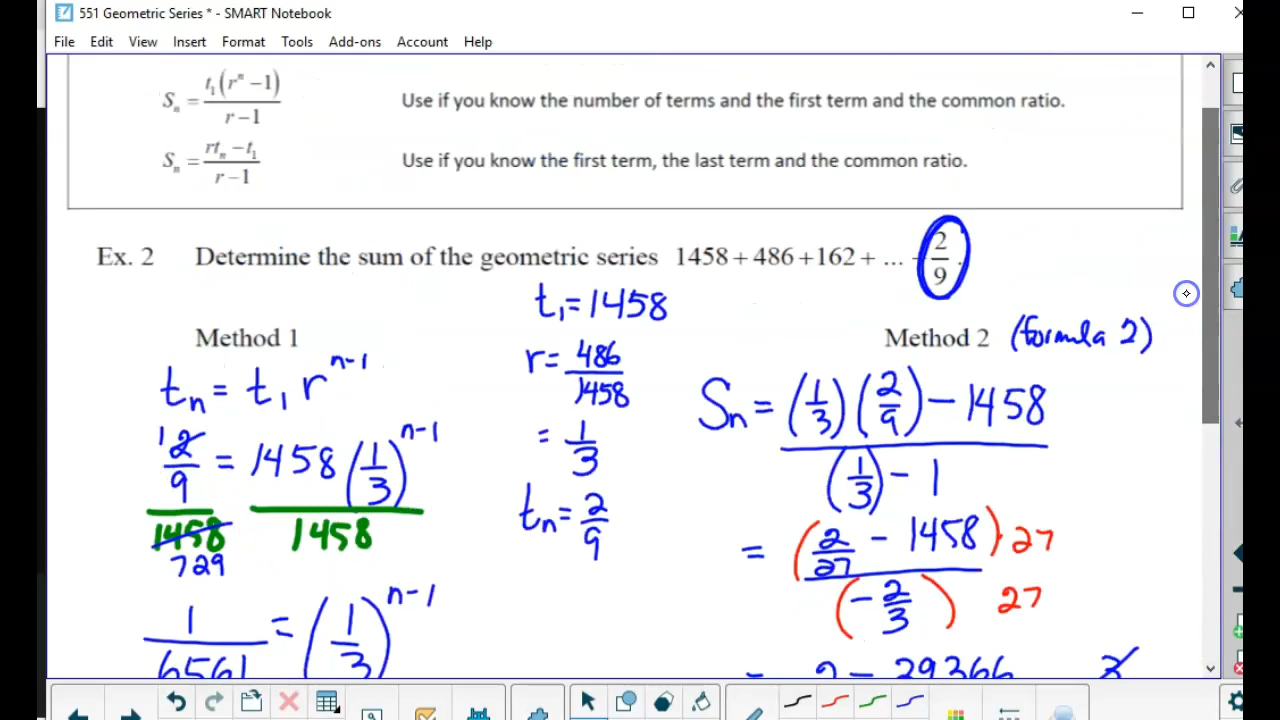 551 Geometric Series * - SMART Notebook
File Edit View Insert Format Tools Add-ons Account Help
Sₙ = t₁(rⁿ − 1) / (r − 1) Use if you know the number of terms and the first term and the common ratio.
Sₙ = (rtₙ − t₁) / (r − 1) Use if you know the first term, the last term and the common ratio.
Ex. 2 Determine the sum of the geometric series 1458 + 486 + 162 + ... + 2/9.
Method 1
tₙ = t₁ rⁿ⁻¹
1 2/9 = 1458 (1/3)ⁿ⁻¹
1458 1458
729
1/6561 = (1/3)ⁿ⁻¹
t₁ = 1458
r = 486/1458
= 1/3
tₙ = 2/9
Method 2 (formula 2)
Sₙ = ((1/3)(2/9) − 1458) / ((1/3) − 1)
= (2/27 − 1458) · 27 / (−2/3) 27
= 2 − 39366